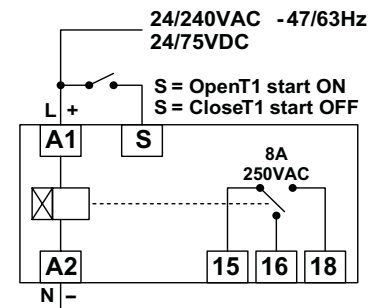 24/240VAC -47/63Hz
24/75VDC
S = OpenT1 start ON
S = CloseT1 start OFF
L +
A1 S
8A
250VAC
A2 15 16 18
N -